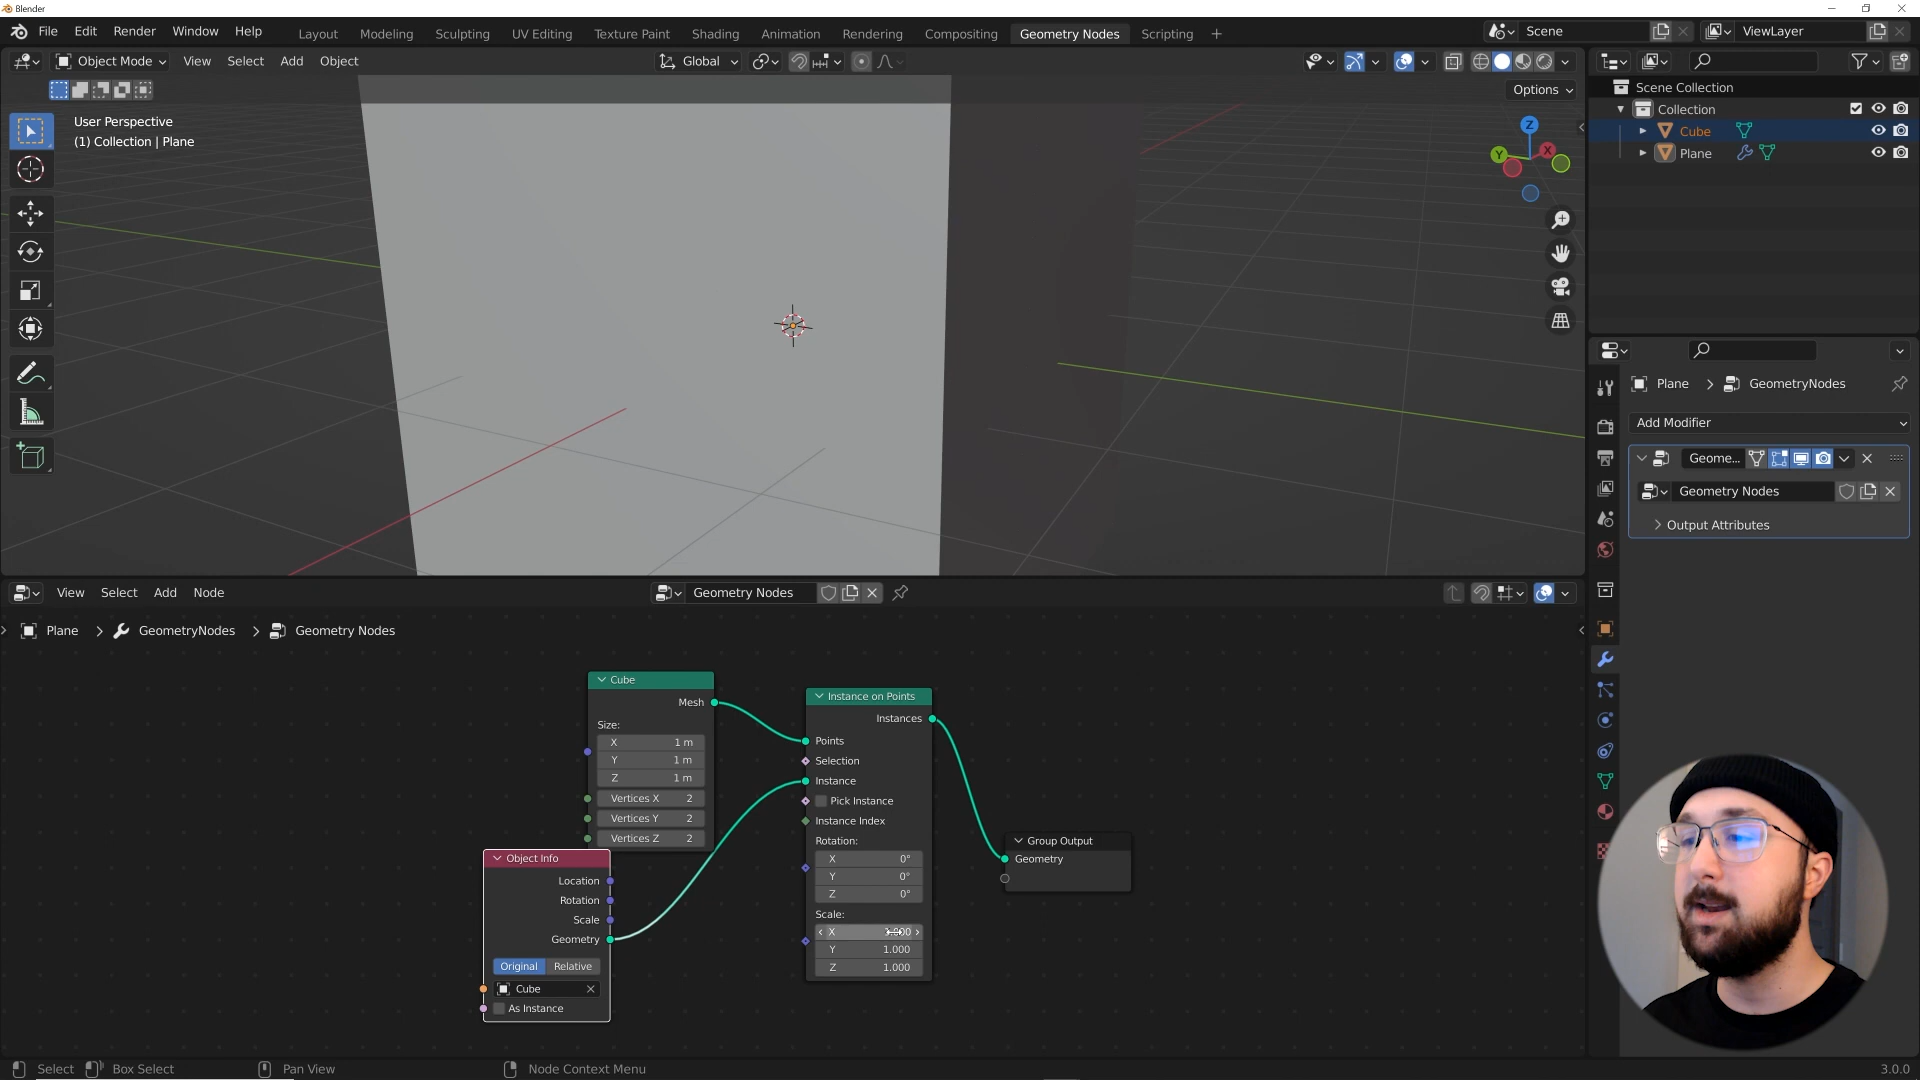 Blender
File Edit Render Window Help
Layout Modeling Sculpting UV Editing Texture Paint Shading Animation Rendering Compositing Geometry Nodes Scripting +
Scene
ViewLayer
Object Mode View Select Add Object
Global
Options
User Perspective
(1) Collection | Plane
Z
Y
X
Scene Collection
Collection
Cube
Plane
Plane > GeometryNodes
Add Modifier
Geome...
Geometry Nodes
Output Attributes
View Select Add Node
Geometry Nodes
Plane > GeometryNodes > Geometry Nodes
Cube
Mesh
Size:
X 1 m
Y 1 m
Z 1 m
Vertices X 2
Vertices Y 2
Vertices Z 2
Object Info
Location
Rotation
Scale
Geometry
Original Relative
Cube
As Instance
Instance on Points
Instances
Points
Selection
Instance
Pick Instance
Instance Index
Rotation:
X 0°
Y 0°
Z 0°
Scale:
X
Y 1.000
Z 1.000
Group Output
Geometry
Select Box Select Pan View Node Context Menu
3.0.0